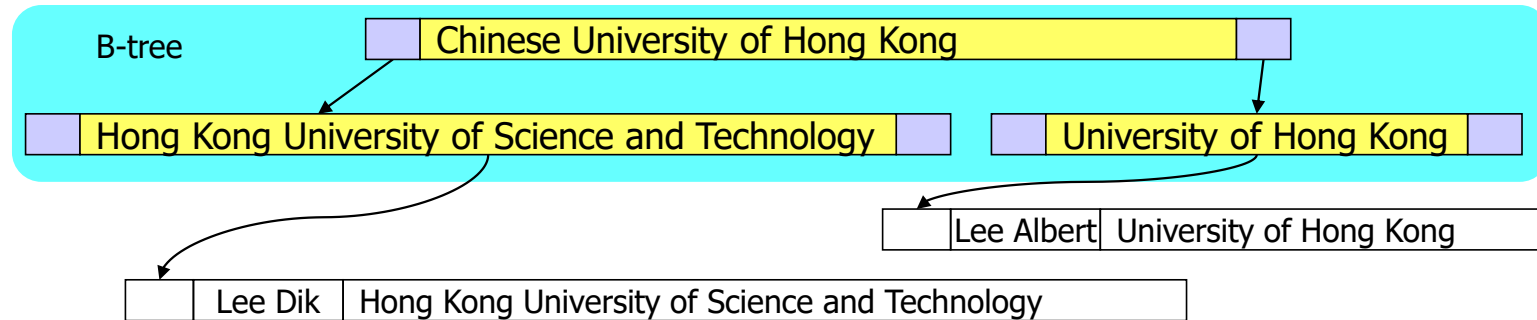 B-tree
Chinese University of Hong Kong
Hong Kong University of Science and Technology
University of Hong Kong
Lee Albert University of Hong Kong
Lee Dik Hong Kong University of Science and Technology